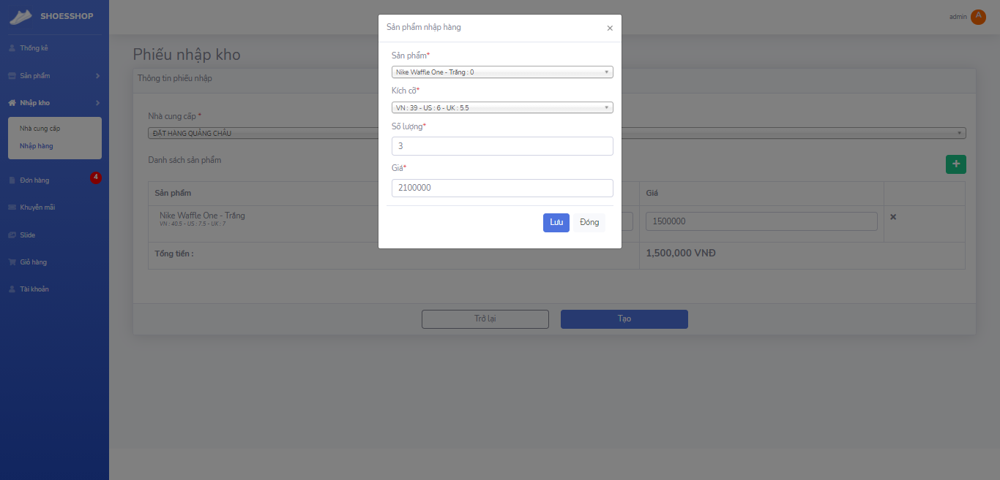 SHOESSHOP
Thống kê
Sản phẩm
Nhập kho
Nhà cung cấp
Nhập hàng
Đơn hàng
4
Khuyến mãi
Slide
Giỏ hàng
Tài khoản
admin A
Phiếu nhập kho
Thông tin phiếu nhập
Nhà cung cấp *
ĐẶT HÀNG QUẢNG CHÂU
Danh sách sản phẩm
+
Sản phẩm Giá
Nike Waffle One - Trắng
VN : 40.5 - US : 7.5 - UK : 7
1500000
×
Tổng tiền : 1,500,000 VNĐ
Trở lại Tạo
Sản phẩm nhập hàng ×
Sản phẩm*
Nike Waffle One - Trắng : 0
Kích cỡ*
VN : 39 - US : 6 - UK : 5.5
Số lượng*
3
Giá*
2100000
Lưu Đóng